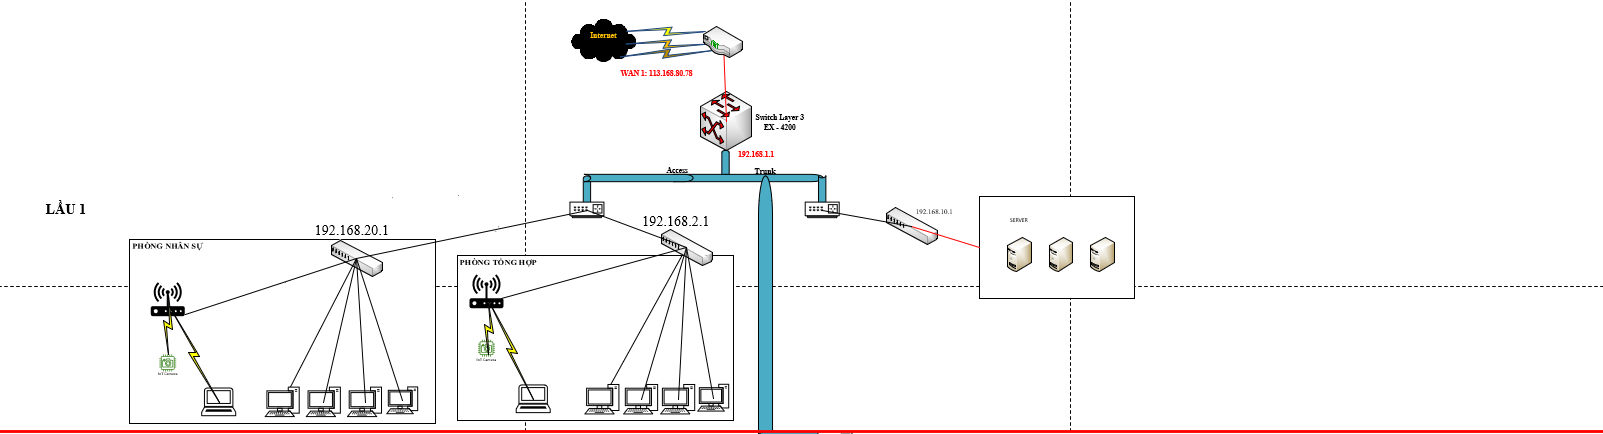 Internet
WAN 1: 113.168.80.78
Switch Layer 3
EX - 4200
192.168.1.1
Access
Trunk
LẦU 1
192.168.20.1
192.168.2.1
192.168.10.1
SERVER
PHÒNG NHÂN SỰ
PHÒNG TỔNG HỢP
IoT Camera
IoT Camera